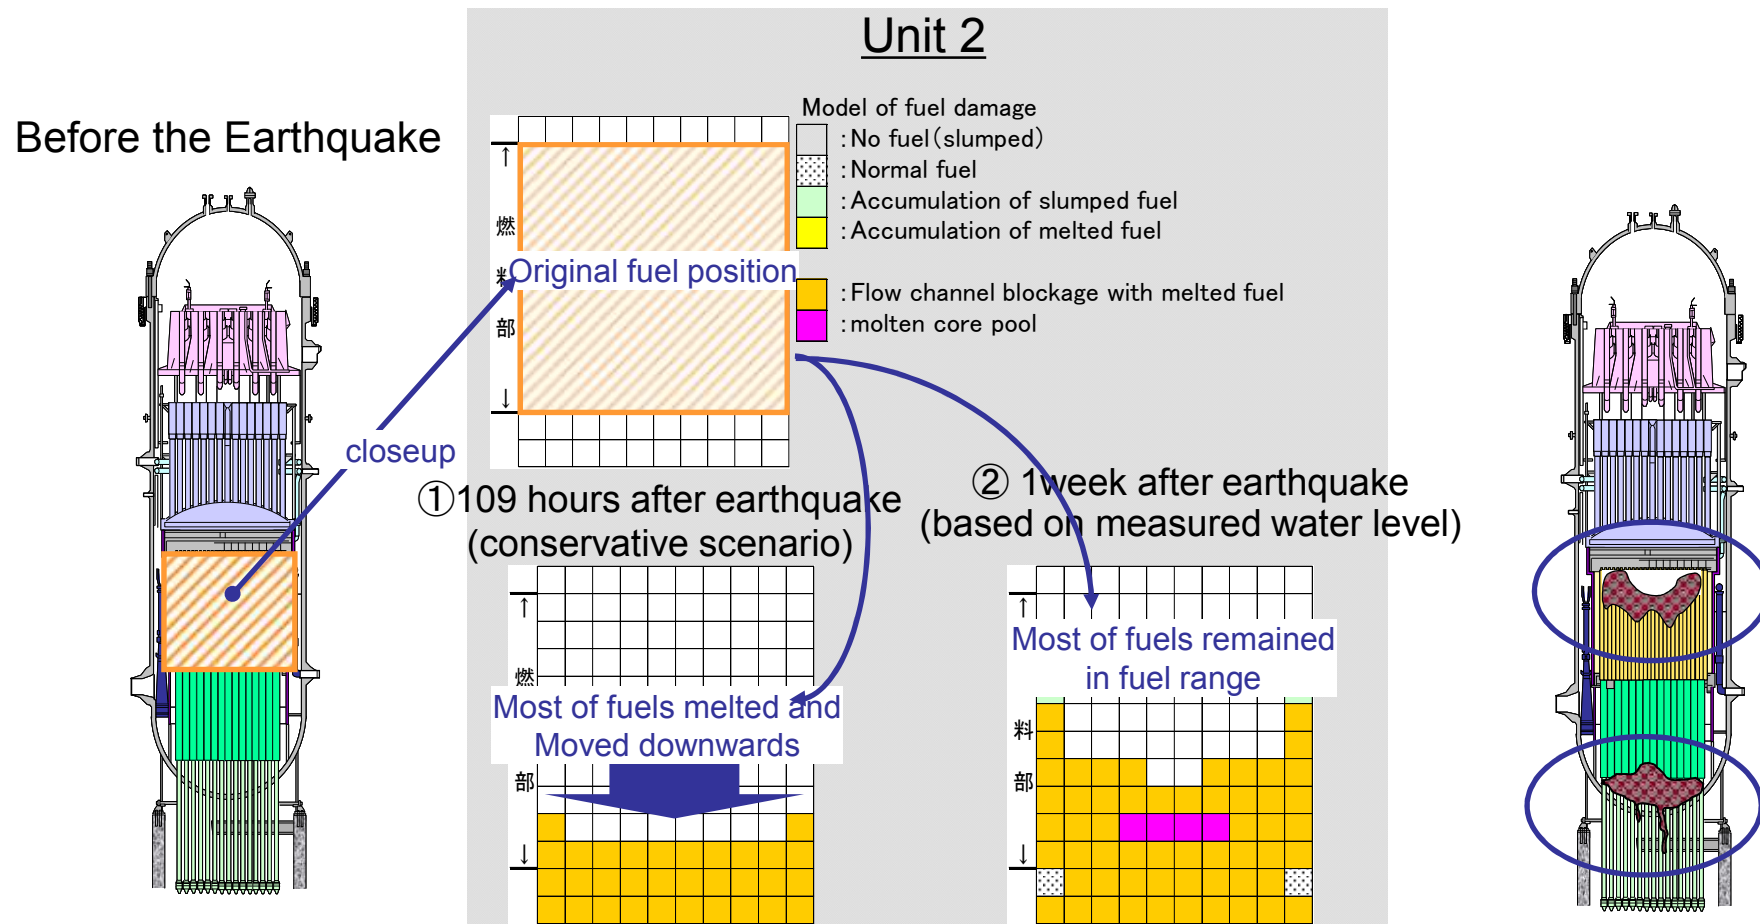 Unit 2
Before the Earthquake
Model of fuel damage
:No fuel(slumped)
:Normal fuel
:Accumulation of slumped fuel
:Accumulation of melted fuel
:Flow channel blockage with melted fuel
:molten core pool
↑
燃
料
部
↓
Original fuel position
closeup
①109 hours after earthquake
(conservative scenario)
② 1week after earthquake
(based on measured water level)
↑
燃
Most of fuels melted and
Moved downwards
部
↓
↑
Most of fuels remained
in fuel range
料
部
↓